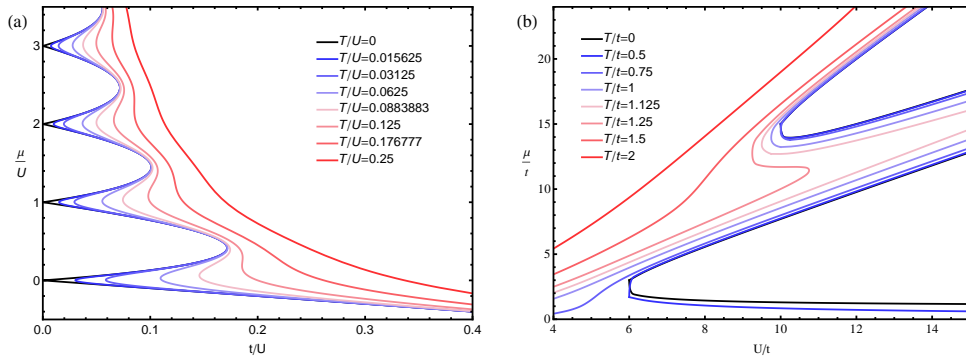 (a)
T/U=0
T/U=0.015625
T/U=0.03125
T/U=0.0625
T/U=0.0883883
T/U=0.125
T/U=0.176777
T/U=0.25
3
2
1
0
μ
U
0.0 0.1 0.2 0.3 0.4
t/U
(b)
T/t=0
T/t=0.5
T/t=0.75
T/t=1
T/t=1.125
T/t=1.25
T/t=1.5
T/t=2
20
15
10
5
0
μ
t
4 6 8 10 12 14
U/t